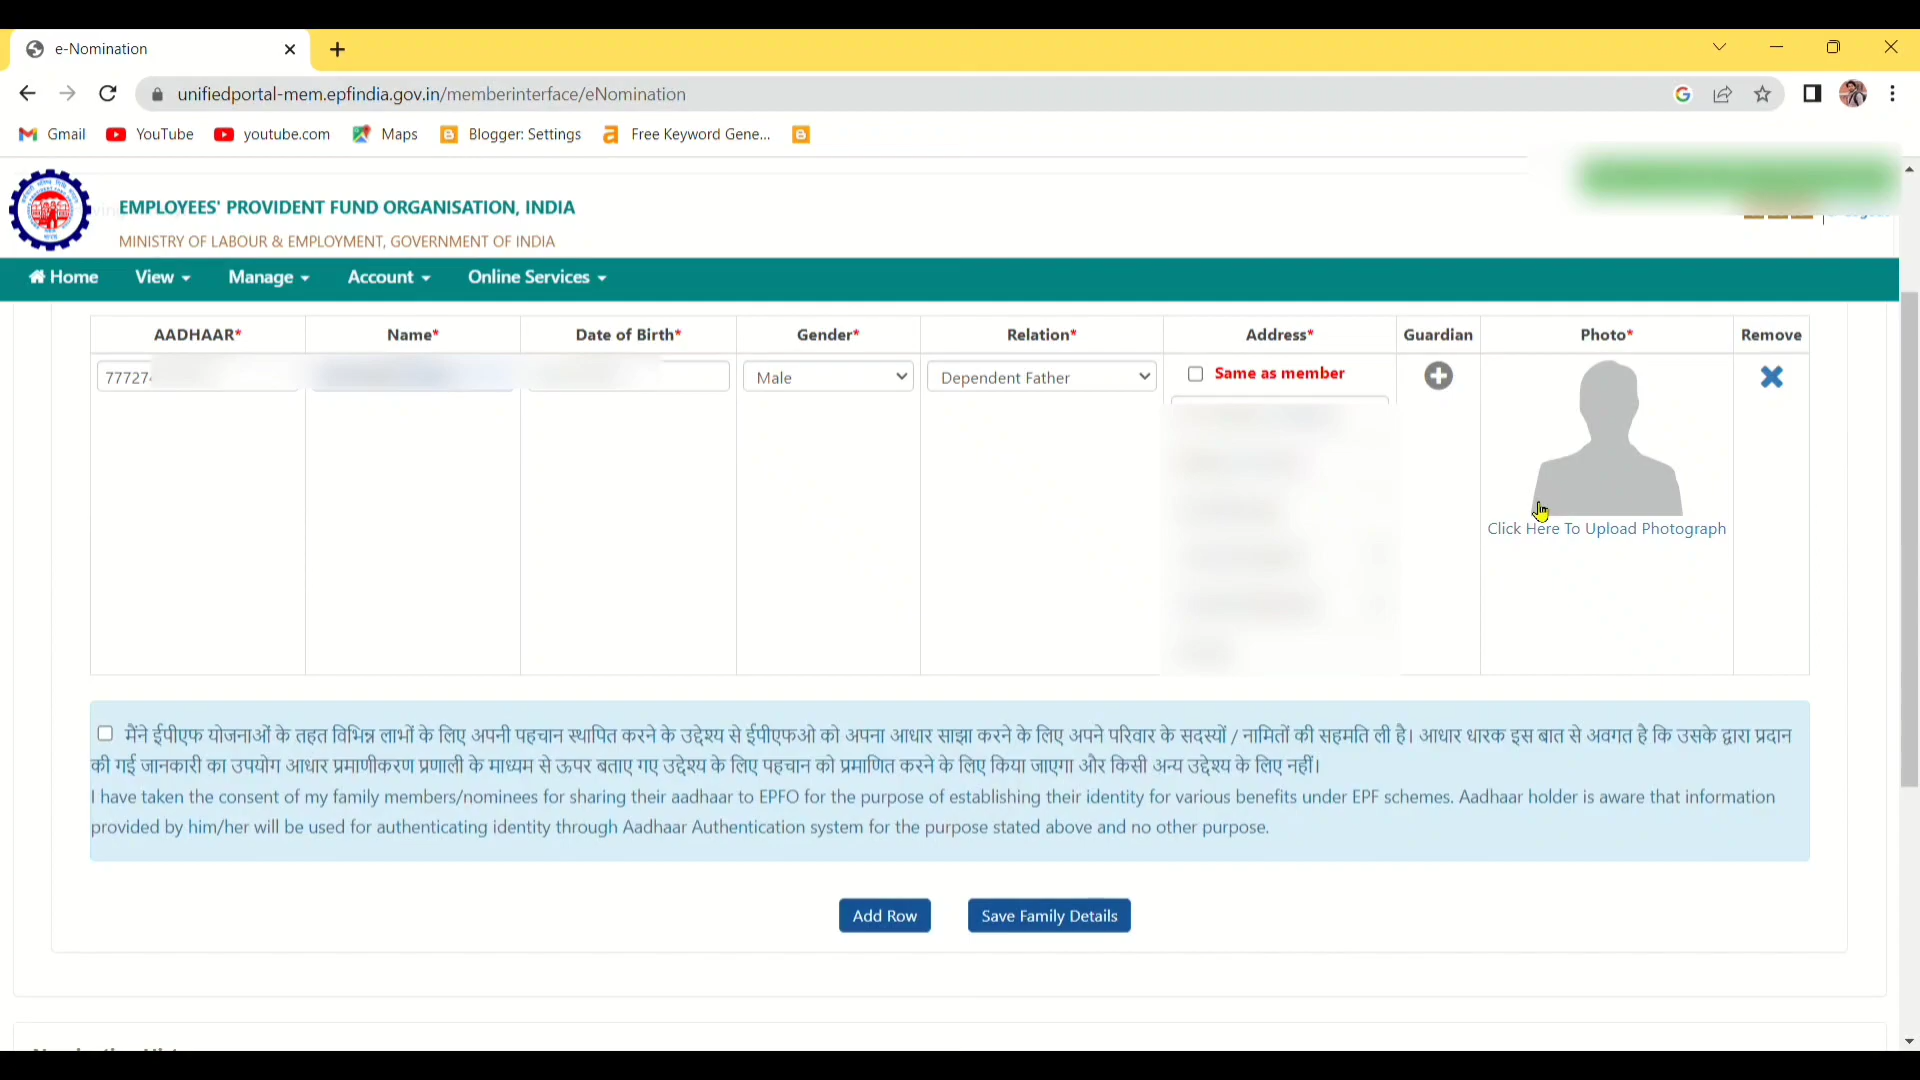 e-Nomination
unifiedportal-mem.epfindia.gov.in/memberinterface/eNomination
Gmail YouTube youtube.com Maps Blogger: Settings Free Keyword Gene...
EMPLOYEES' PROVIDENT FUND ORGANISATION, INDIA
MINISTRY OF LABOUR & EMPLOYMENT, GOVERNMENT OF INDIA
Home View Manage Account Online Services
AADHAAR* Name* Date of Birth* Gender* Relation* Address* Guardian Photo* Remove
77727 Male Dependent Father Same as member
Click Here To Upload Photograph
मैंने ईपीएफ योजनाओं के तहत विभिन्न लाभों के लिए अपनी पहचान स्थापित करने के उद्देश्य से ईपीएफओ को अपना आधार साझा करने के लिए अपने परिवार के सदस्यों / नामितों की सहमति ली है। आधार धारक इस बात से अवगत है कि उसके द्वारा प्रदान
की गई जानकारी का उपयोग आधार प्रमाणीकरण प्रणाली के माध्यम से ऊपर बताए गए उद्देश्य के लिए पहचान को प्रमाणित करने के लिए किया जाएगा और किसी अन्य उद्देश्य के लिए नहीं।
I have taken the consent of my family members/nominees for sharing their aadhaar to EPFO for the purpose of establishing their identity for various benefits under EPF schemes. Aadhaar holder is aware that information
provided by him/her will be used for authenticating identity through Aadhaar Authentication system for the purpose stated above and no other purpose.
Add Row Save Family Details